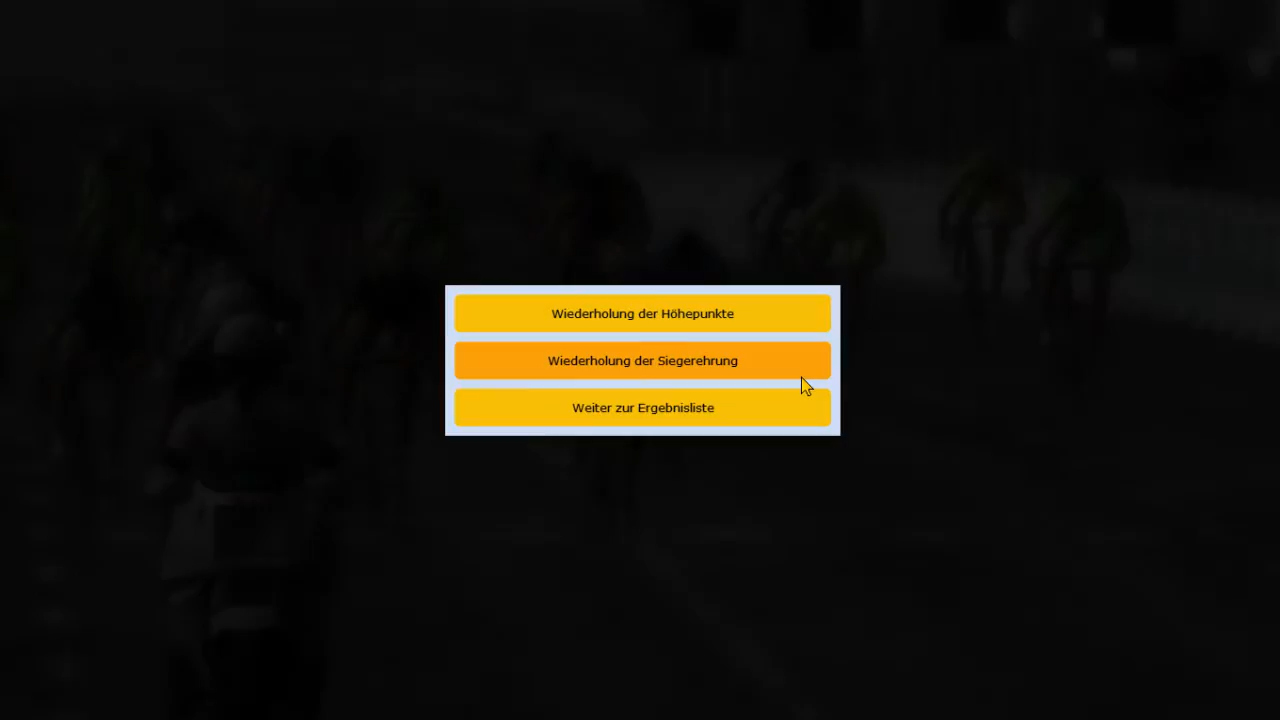 Wiederholung der Höhepunkte
Wiederholung der Siegerehrung
Weiter zur Ergebnisliste